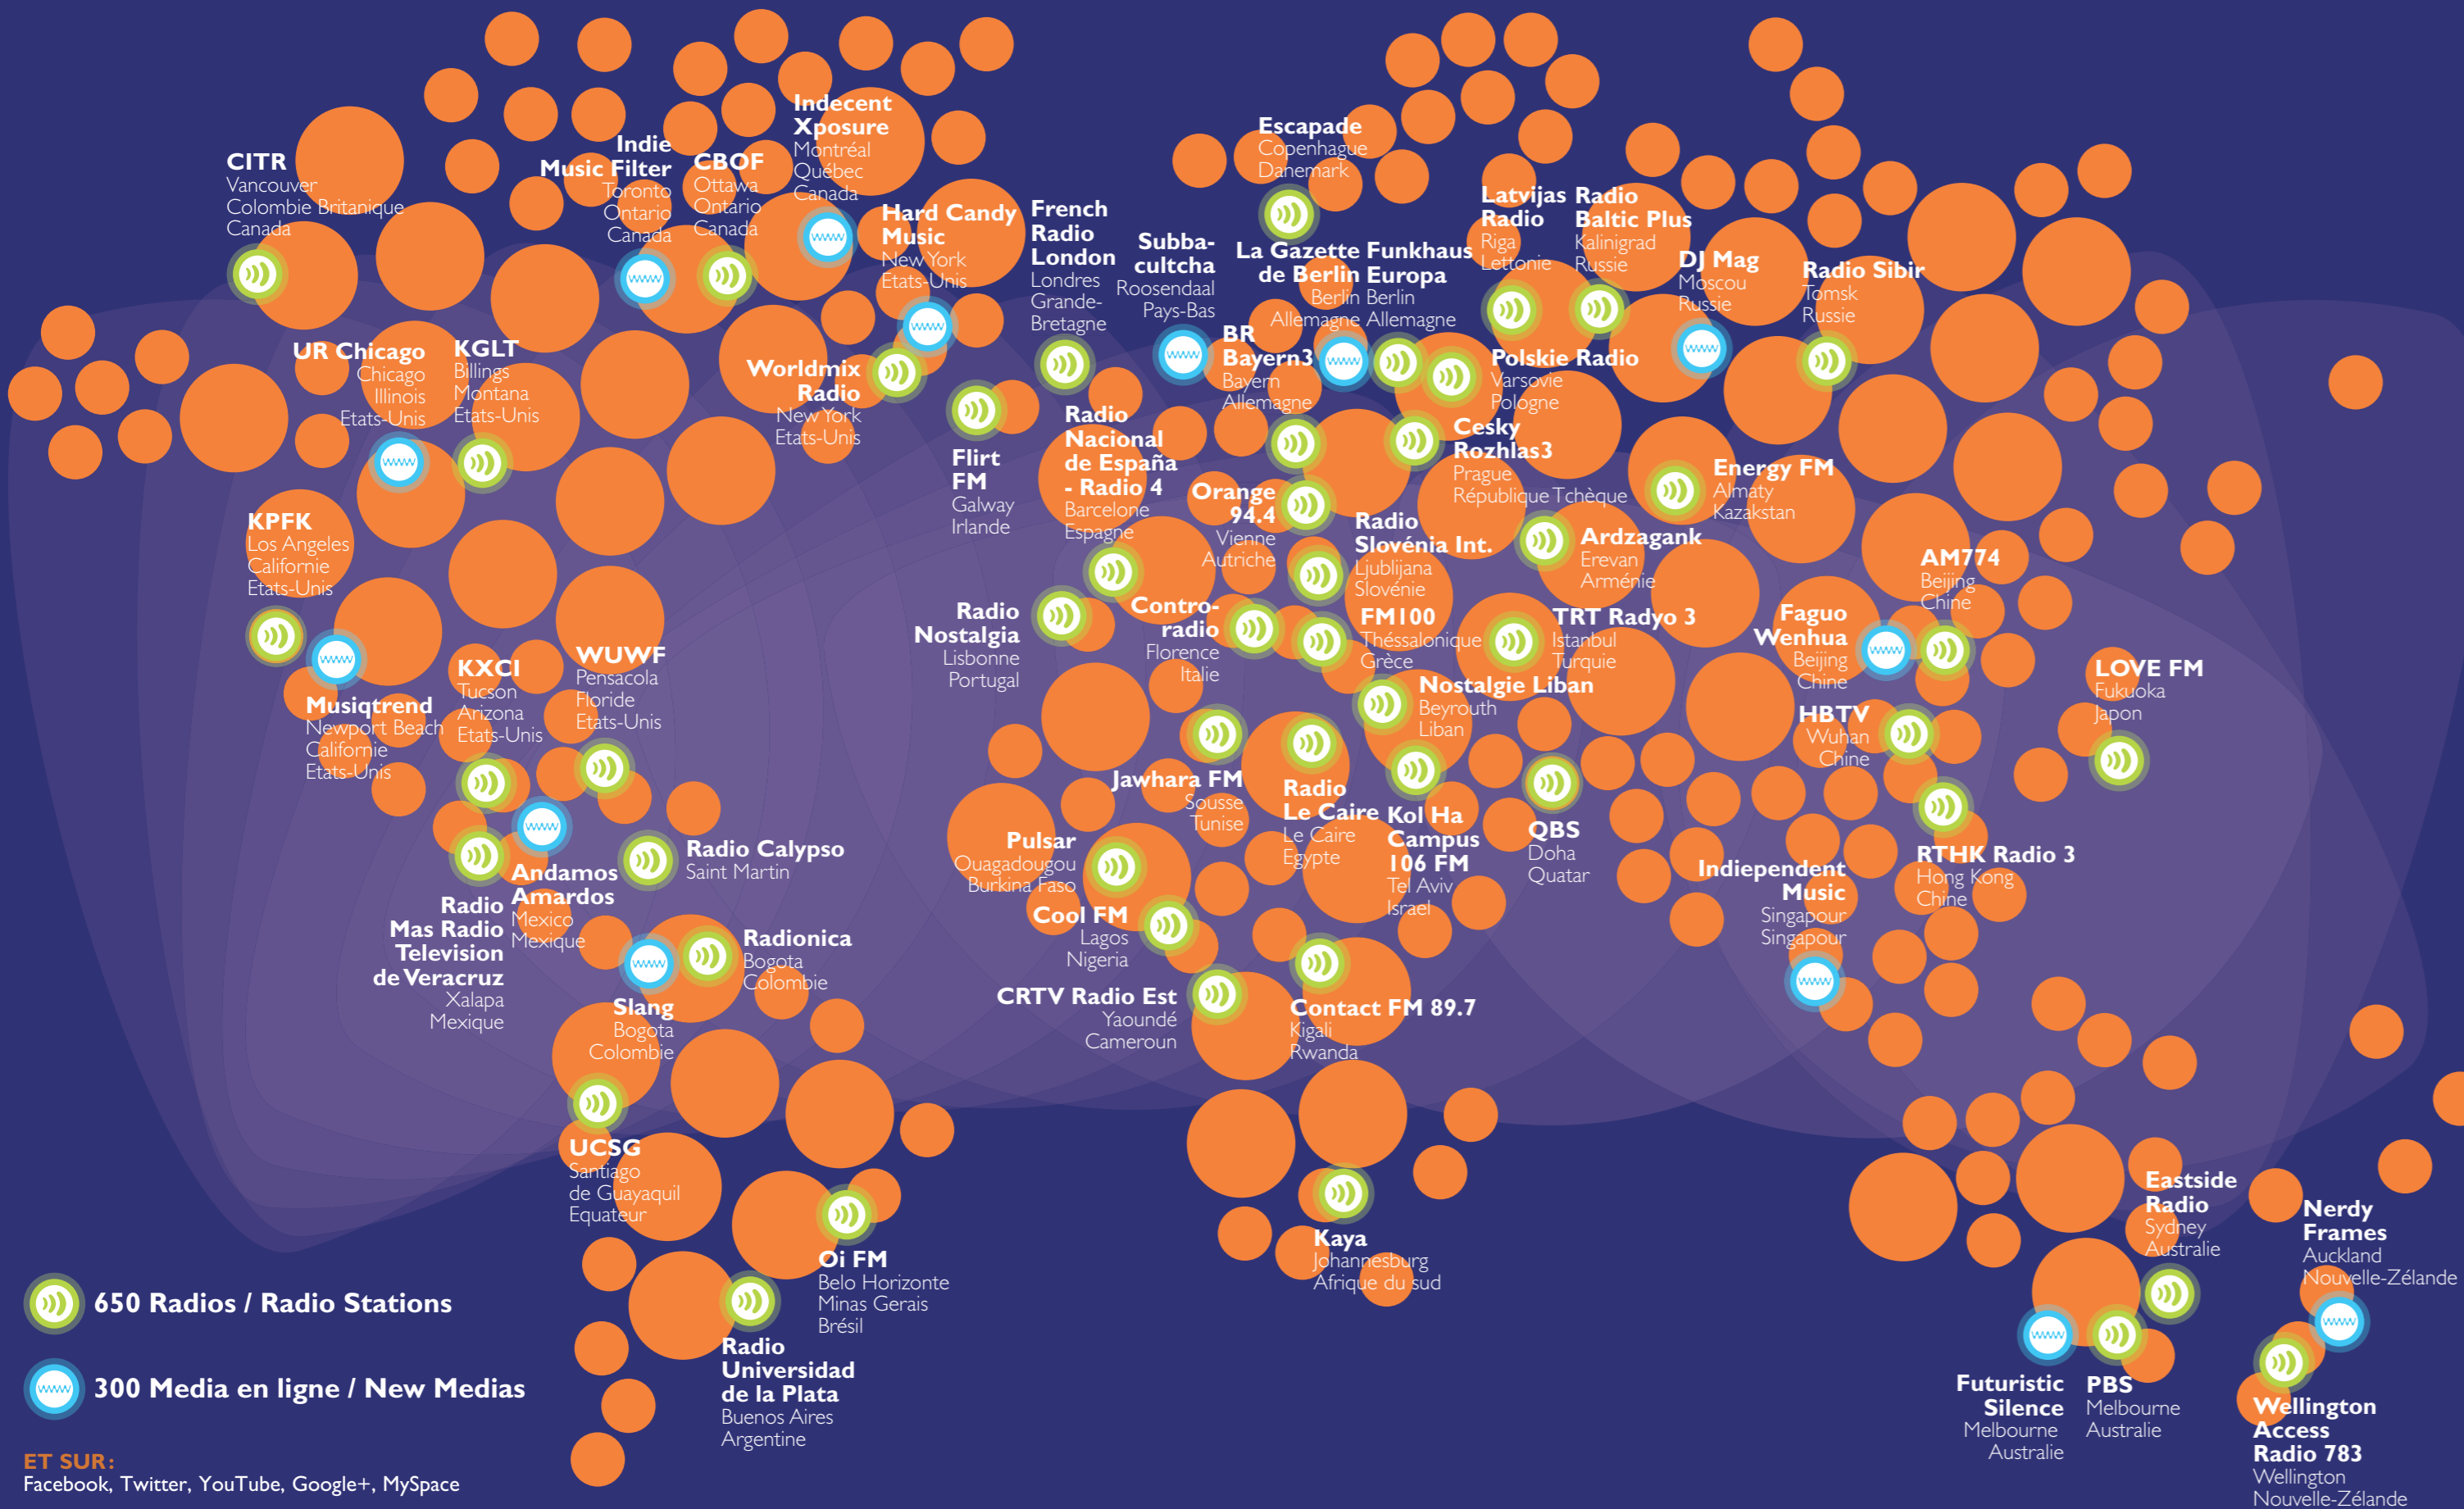 Indecent
Xposure
Montréal
Québec
Canada
CITR
Vancouver
Colombie Britanique
Canada
Indie
Music Filter
Toronto
Ontario
Canada
CBOF
Ottawa
Ontario
Canada
Hard Candy
Music
New York
Etats-Unis
French
Radio
London
Londres
Grande-
Bretagne
Subba-
cultcha
Roosendaal
Pays-Bas
Escapade
Copenhague
Danemark
La Gazette
de Berlin
Berlin
Allemagne
Funkhaus
Europa
Berlin
Allemagne
Latvijas
Radio
Riga
Lettonie
Radio
Baltic Plus
Kalinigrad
Russie
DJ Mag
Moscou
Russie
Radio Sibir
Tomsk
Russie
UR Chicago
Chicago
Illinois
Etats-Unis
KGLT
Billings
Montana
Etats-Unis
Worldmix
Radio
New York
Etats-Unis
BR
Bayern3
Bayern
Allemagne
Polskie Radio
Varsovie
Pologne
Flirt
FM
Galway
Irlande
Radio
Nacional
de España
- Radio 4
Barcelone
Espagne
Cesky
Rozhlas3
Prague
République Tchèque
Orange
94.4
Vienne
Autriche
Energy FM
Almaty
Kazakstan
KPFK
Los Angeles
Californie
Etats-Unis
Radio
Slovénia Int.
Ljublijana
Slovénie
Ardzagank
Erevan
Arménie
AM774
Beijing
Chine
Radio
Nostalgia
Lisbonne
Portugal
Contro-
radio
Florence
Italie
FM100
Théssalonique
Grèce
TRT Radyo 3
Istanbul
Turquie
Faguo
Wenhua
Beijing
Chine
LOVE FM
Fukuoka
Japon
Musiqtrend
Newport Beach
Californie
Etats-Unis
KXCI
Tucson
Arizona
Etats-Unis
WUWF
Pensacola
Floride
Etats-Unis
Nostalgie Liban
Beyrouth
Liban
HBTV
Wuhan
Chine
Jawhara FM
Sousse
Tunise
Radio
Le Caire
Le Caire
Egypte
Kol Ha
Campus
106 FM
Tel Aviv
Israel
QBS
Doha
Quatar
Pulsar
Ouagadougou
Burkina Faso
Radio Calypso
Saint Martin
Andamos
Amardos
Mexico
Mexique
Radio
Mas Radio
Television
de Veracruz
Xalapa
Mexique
RTHK Radio 3
Hong Kong
Chine
Indiependent
Music
Singapour
Singapour
Cool FM
Lagos
Nigeria
Radionica
Bogota
Colombie
Slang
Bogota
Colombie
CRTV Radio Est
Yaoundé
Cameroun
Contact FM 89.7
Kigali
Rwanda
UCSG
Santiago
de Guayaquil
Equateur
Oi FM
Belo Horizonte
Minas Gerais
Brésil
Kaya
Johannesburg
Afrique du sud
Eastside
Radio
Sydney
Australie
Nerdy
Frames
Auckland
Nouvelle-Zélande
Radio
Universidad
de la Plata
Buenos Aires
Argentine
Futuristic
Silence
Melbourne
Australie
PBS
Melbourne
Australie
Wellington
Access
Radio 783
Wellington
Nouvelle-Zélande
650 Radios / Radio Stations
300 Media en ligne / New Medias
ET SUR:
Facebook, Twitter, YouTube, Google+, MySpace